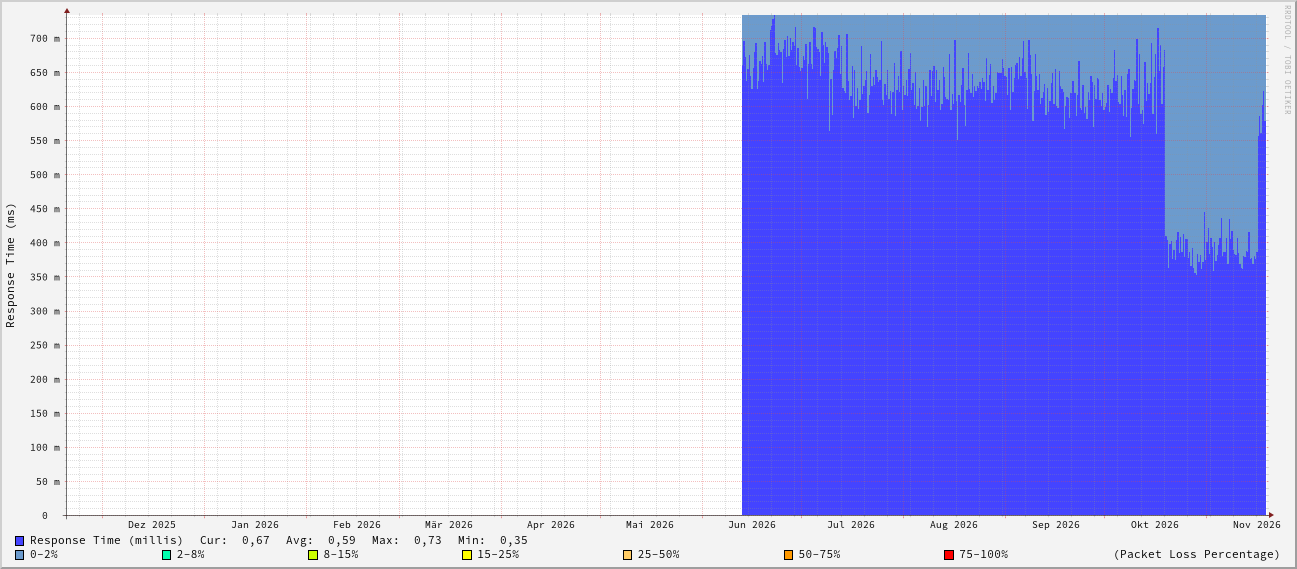 RRDTOOL / TOBI OETIKER
Response Time (ms)
700 m
650 m
600 m
550 m
500 m
450 m
400 m
350 m
300 m
250 m
200 m
150 m
100 m
50 m
0
Dez 2025 Jan 2026 Feb 2026 Mär 2026 Apr 2026 Mai 2026 Jun 2026 Jul 2026 Aug 2026 Sep 2026 Okt 2026 Nov 2026
Response Time (millis) Cur: 0,67 Avg: 0,59 Max: 0,73 Min: 0,35
0-2% 2-8% 8-15% 15-25% 25-50% 50-75% 75-100% (Packet Loss Percentage)